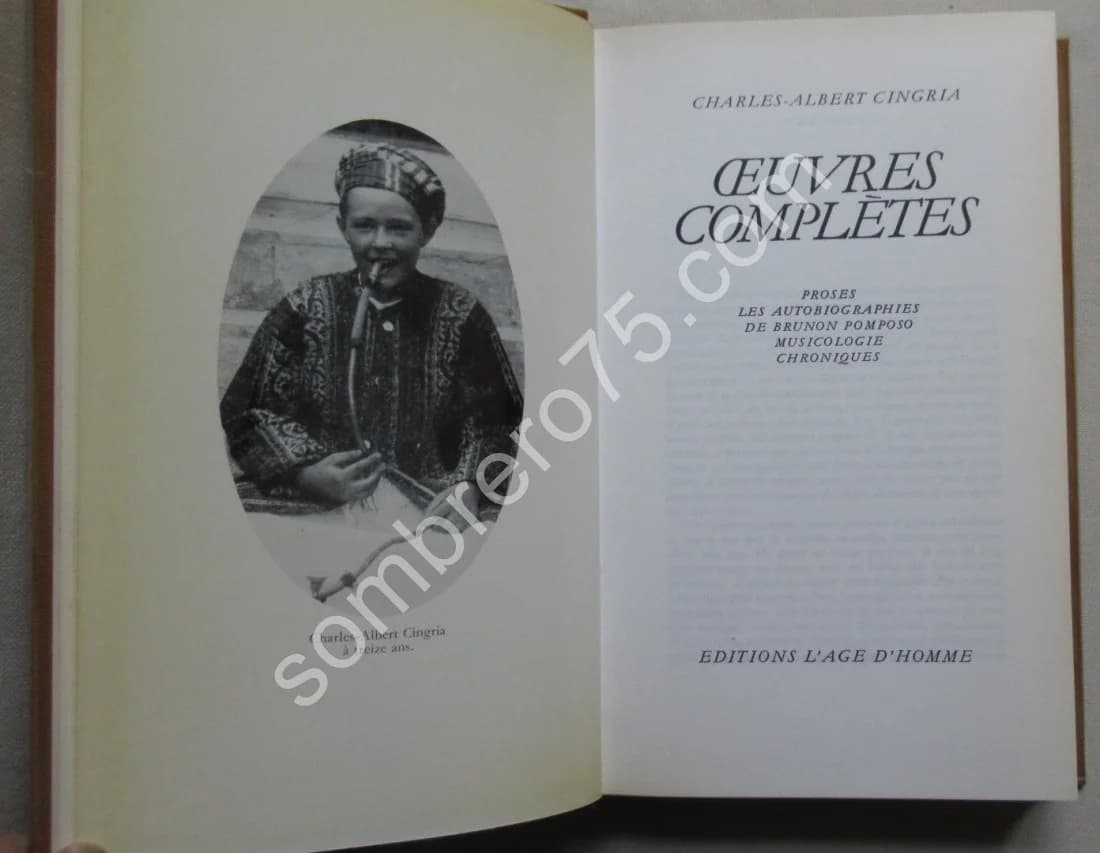 Charles-Albert Cingria
à treize ans.
CHARLES-ALBERT CINGRIA
ŒUVRES
COMPLÈTES
PROSES
LES AUTOBIOGRAPHIES
DE BRUNON POMPOSO
MUSICOLOGIE
CHRONIQUES
EDITIONS L'AGE D'HOMME
sombrero75.com